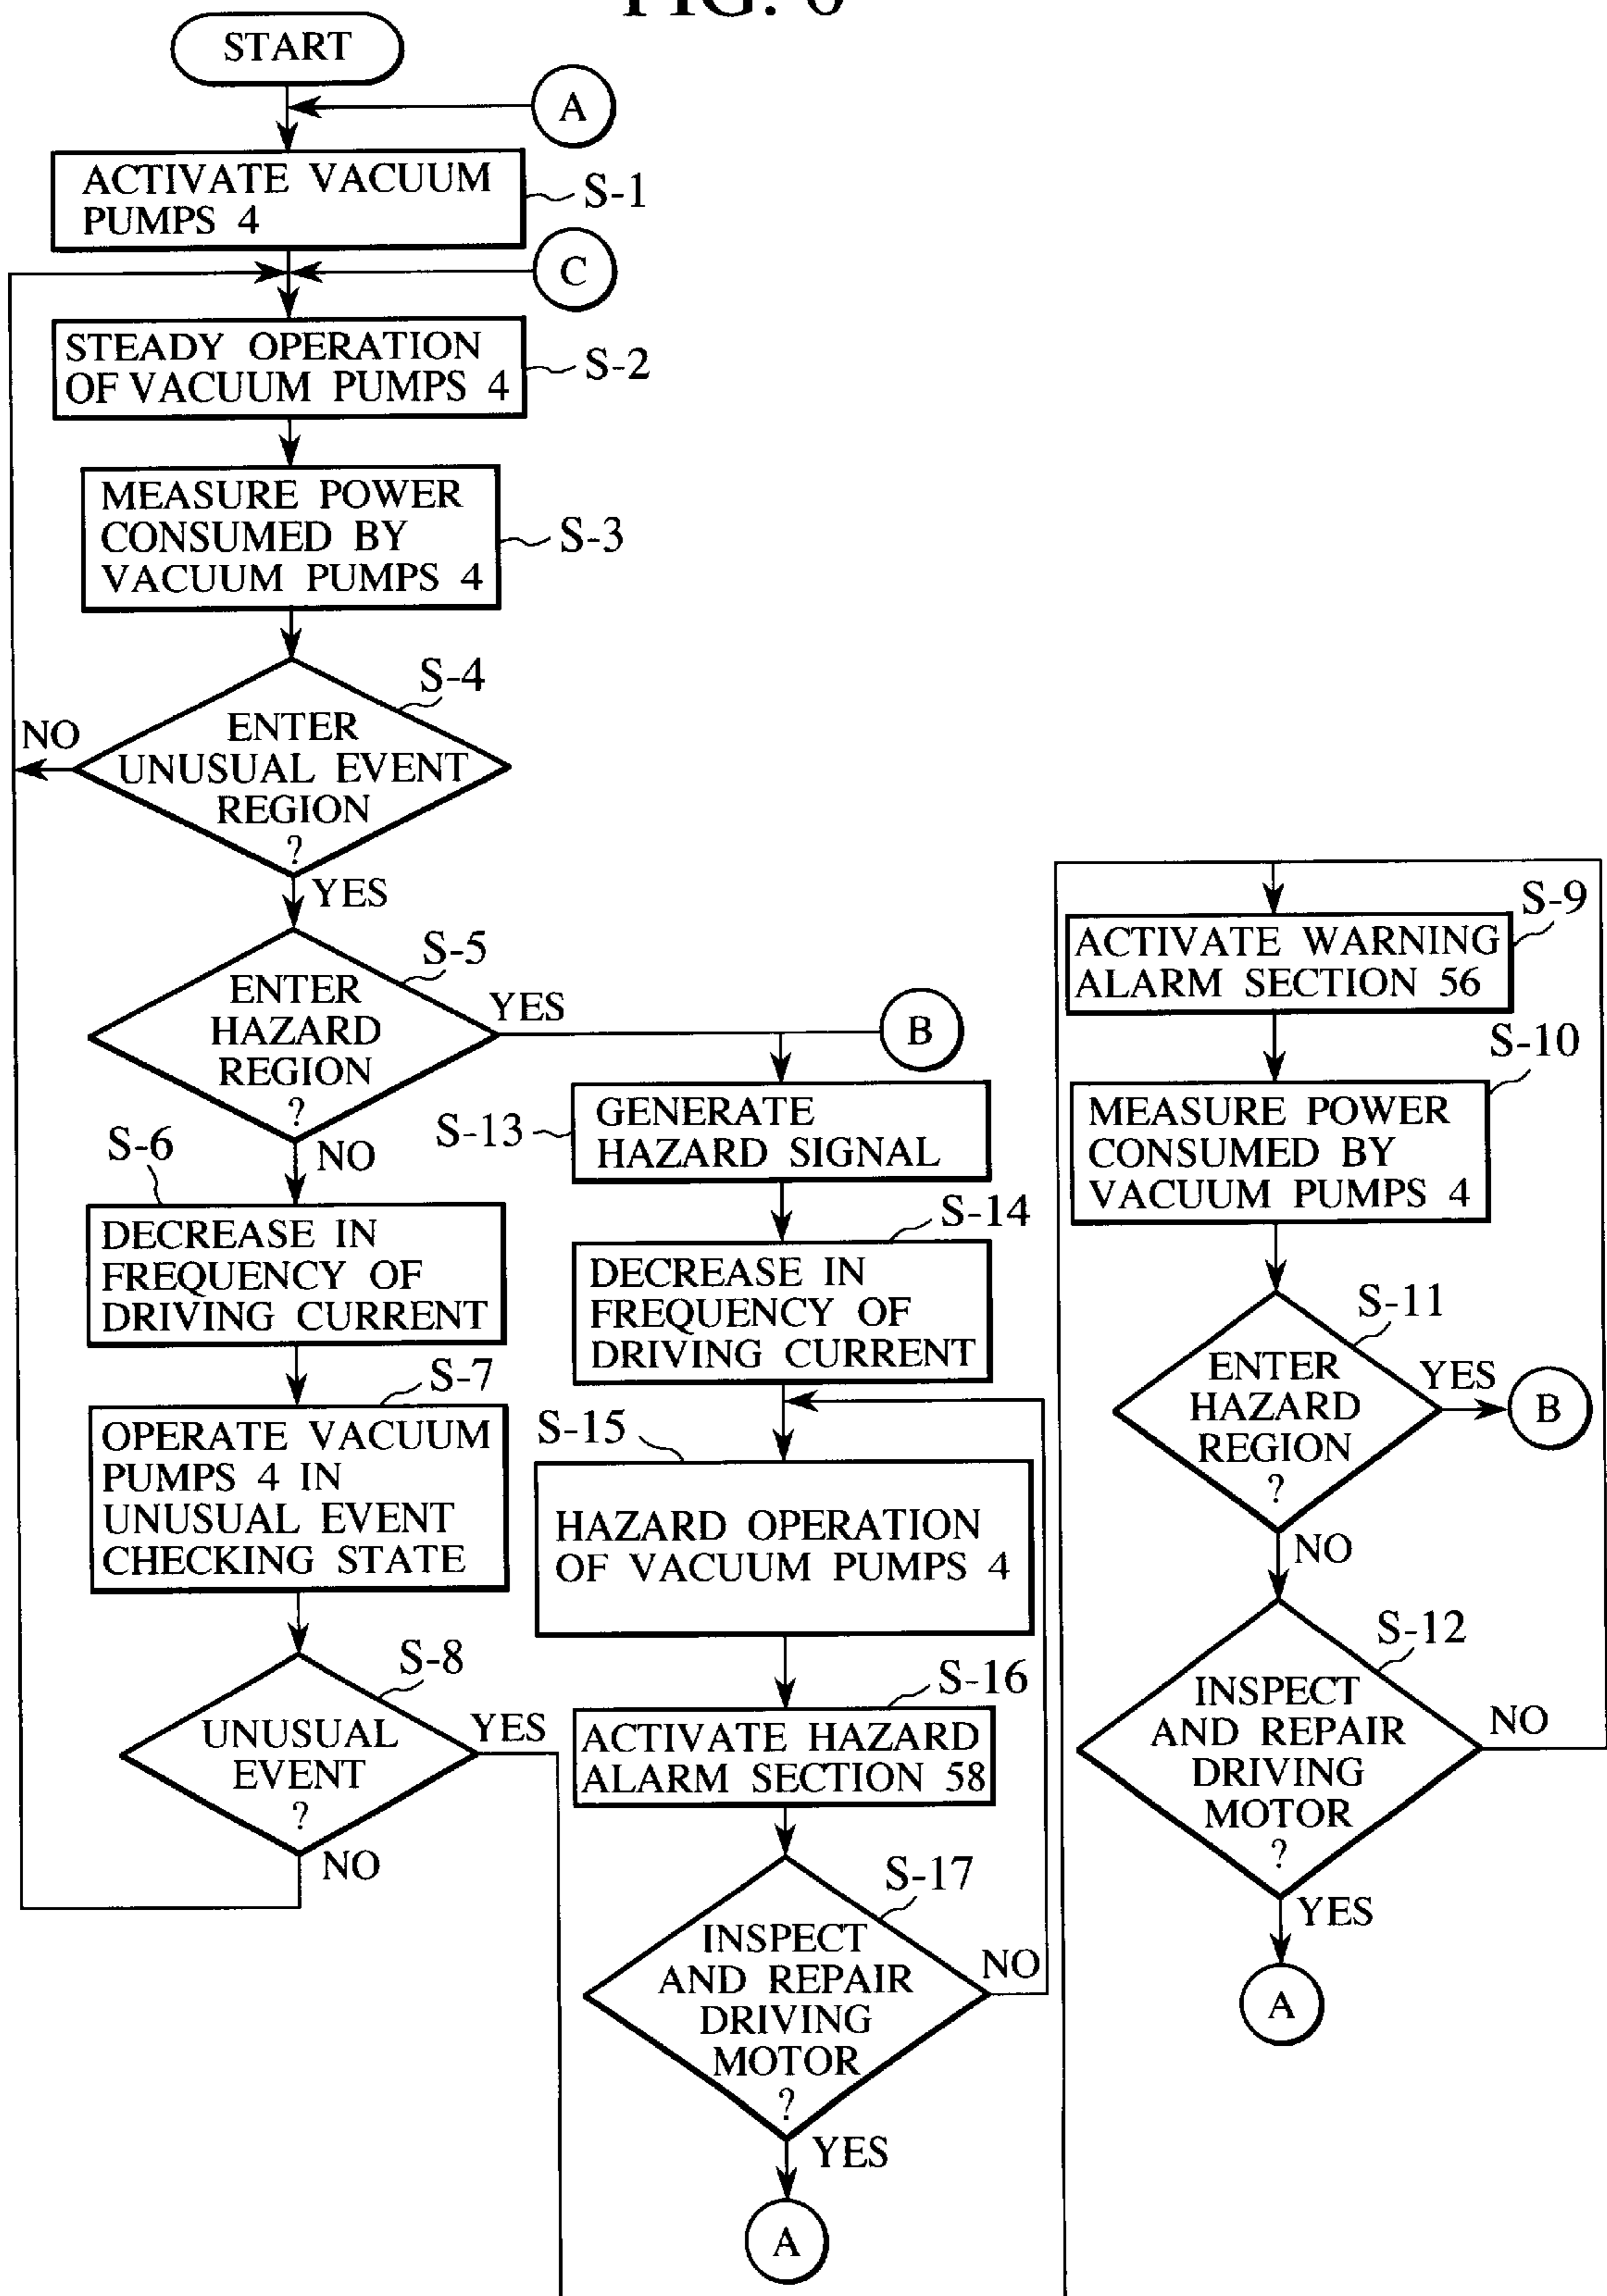 FIG. 6
START
A
ACTIVATE VACUUM
PUMPS 4
S-1
C
STEADY OPERATION
OF VACUUM PUMPS 4
S-2
MEASURE POWER
CONSUMED BY
VACUUM PUMPS 4
S-3
S-4
ENTER
UNUSUAL EVENT
REGION
?
NO
YES
S-5
ENTER
HAZARD
REGION
?
YES
B
NO
S-6
DECREASE IN
FREQUENCY OF
DRIVING CURRENT
S-7
OPERATE VACUUM
PUMPS 4 IN
UNUSUAL EVENT
CHECKING STATE
S-8
UNUSUAL
EVENT
?
YES
NO
S-13
GENERATE
HAZARD SIGNAL
S-14
DECREASE IN
FREQUENCY OF
DRIVING CURRENT
S-15
HAZARD OPERATION
OF VACUUM PUMPS 4
S-16
ACTIVATE HAZARD
ALARM SECTION 58
S-17
INSPECT
AND REPAIR
DRIVING
MOTOR
?
NO
YES
A
S-9
ACTIVATE WARNING
ALARM SECTION 56
S-10
MEASURE POWER
CONSUMED BY
VACUUM PUMPS 4
S-11
ENTER
HAZARD
REGION
?
YES
B
NO
S-12
INSPECT
AND REPAIR
DRIVING
MOTOR
?
NO
YES
A